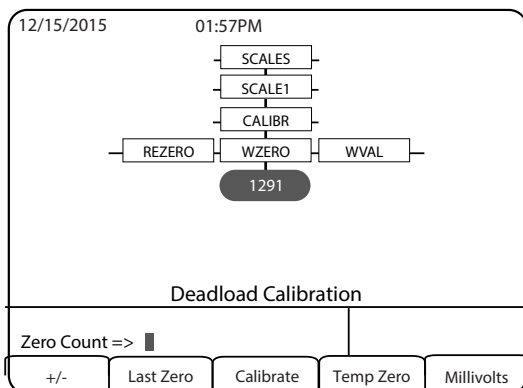 12/15/2015 01:57PM
SCALES
SCALE1
CALIBR
REZERO WZERO WVAL
1291
Deadload Calibration
Zero Count =>
+/- Last Zero Calibrate Temp Zero Millivolts